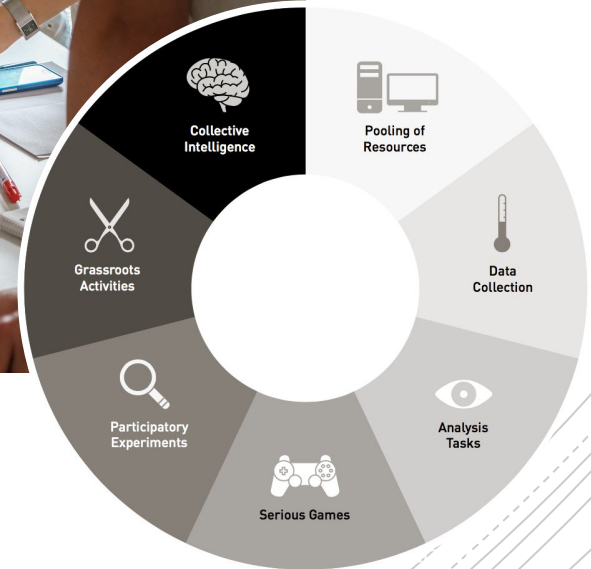 Collective
Intelligence
Pooling of
Resources
Data
Collection
Analysis
Tasks
Serious Games
Participatory
Experiments
Grassroots
Activities